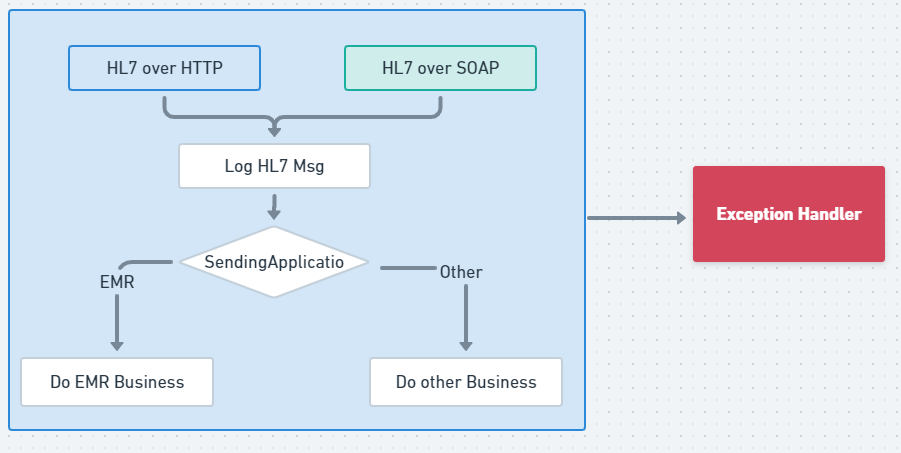 HL7 over HTTP
HL7 over SOAP
Log HL7 Msg
Exception Handler
SendingApplicatio
EMR
Other
Do EMR Business
Do other Business